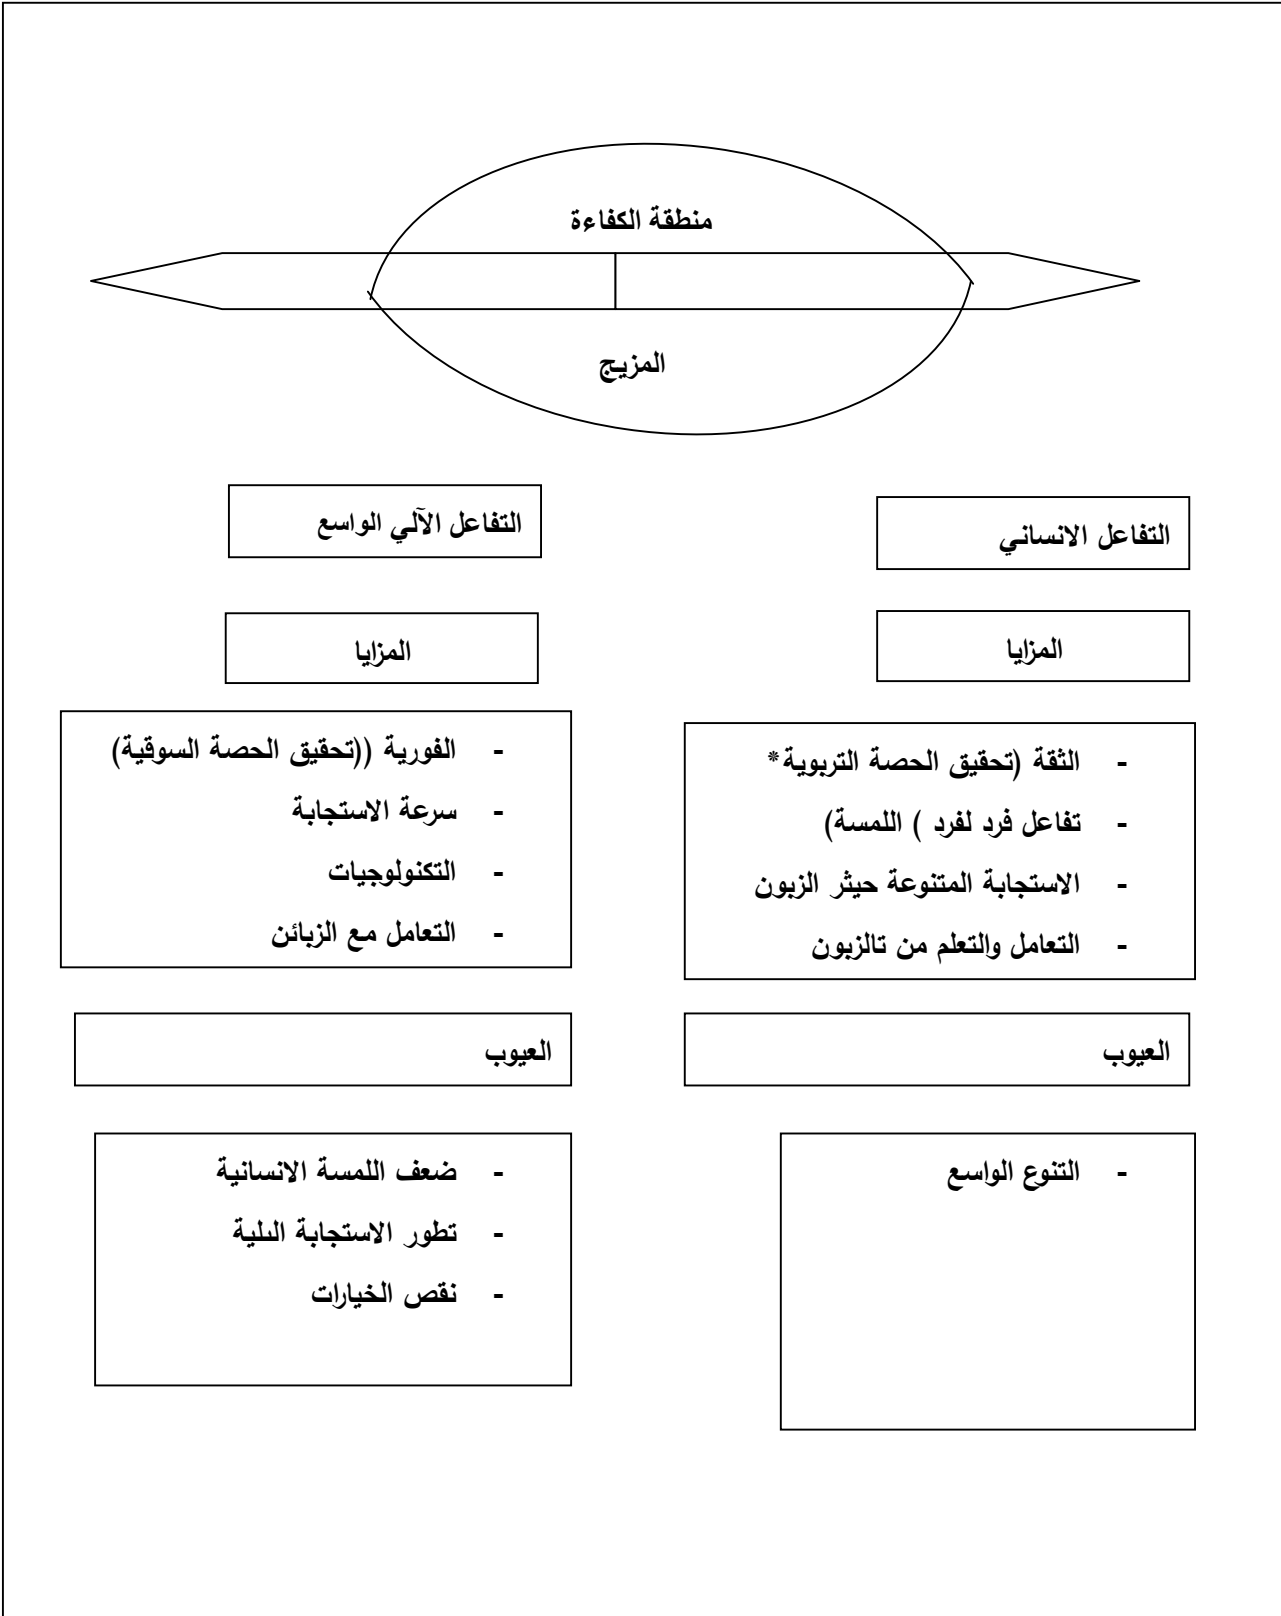 منطقة الكفاءة
المزيج
التفاعل الانساني
التفاعل الآلي الواسع
المزايا
المزايا
- الثقة (تحقيق الحصة التربوية*
- تفاعل فرد لفرد ) اللمسة)
- الاستجابة المتنوعة حيثر الزبون
- التعامل والتعلم من تالزبون
- الفورية ((تحقيق الحصة السوقية)
- سرعة الاستجابة
- التكنولوجيات
- التعامل مع الزبائن
العيوب
العيوب
- التنوع الواسع
- ضعف اللمسة الانسانية
- تطور الاستجابة البلية
- نقص الخيارات